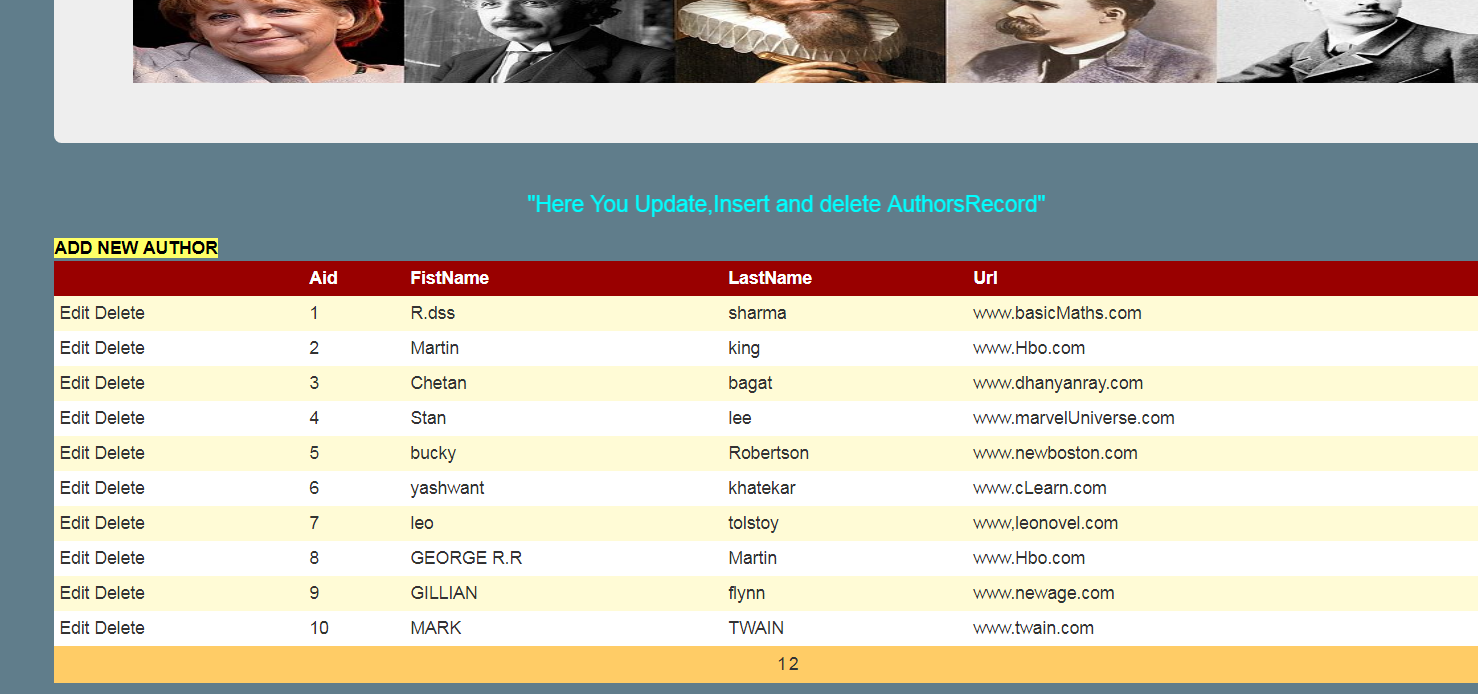 "Here You Update,Insert and delete AuthorsRecord"
ADD NEW AUTHOR
Aid FistName LastName Url
Edit Delete 1 R.dss sharma www.basicMaths.com
Edit Delete 2 Martin king www.Hbo.com
Edit Delete 3 Chetan bagat www.dhanyanray.com
Edit Delete 4 Stan lee www.marvelUniverse.com
Edit Delete 5 bucky Robertson www.newboston.com
Edit Delete 6 yashwant khatekar www.cLearn.com
Edit Delete 7 leo tolstoy www,leonovel.com
Edit Delete 8 GEORGE R.R Martin www.Hbo.com
Edit Delete 9 GILLIAN flynn www.newage.com
Edit Delete 10 MARK TWAIN www.twain.com
1 2